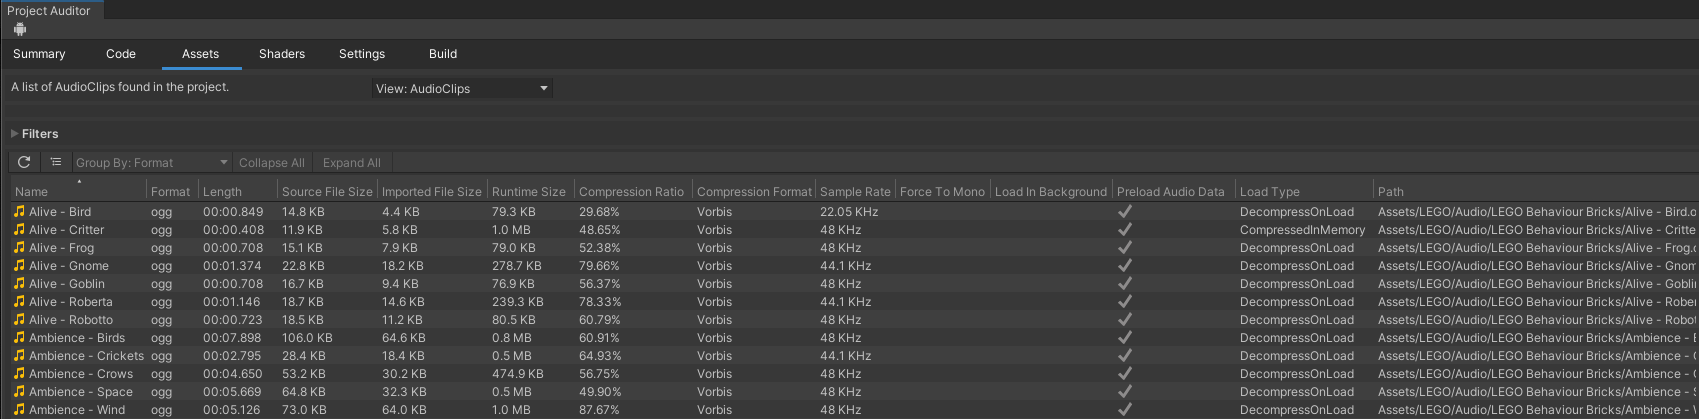 Project Auditor
Summary Code Assets Shaders Settings Build
A list of AudioClips found in the project. View: AudioClips
Filters
Group By: Format Collapse All Expand All
Name Format Length Source File Size Imported File Size Runtime Size Compression Ratio Compression Format Sample Rate Force To Mono Load In Background Preload Audio Data Load Type Path
Alive - Bird ogg 00:00.849 14.8 KB 4.4 KB 79.3 KB 29.68% Vorbis 22.05 KHz DecompressOnLoad Assets/LEGO/Audio/LEGO Behaviour Bricks/Alive - Bird.o
Alive - Critter ogg 00:00.408 11.9 KB 5.8 KB 1.0 MB 48.65% Vorbis 48 KHz CompressedInMemory Assets/LEGO/Audio/LEGO Behaviour Bricks/Alive - Critte
Alive - Frog ogg 00:00.708 15.1 KB 7.9 KB 79.0 KB 52.38% Vorbis 48 KHz DecompressOnLoad Assets/LEGO/Audio/LEGO Behaviour Bricks/Alive - Frog.
Alive - Gnome ogg 00:01.374 22.8 KB 18.2 KB 278.7 KB 79.66% Vorbis 44.1 KHz DecompressOnLoad Assets/LEGO/Audio/LEGO Behaviour Bricks/Alive - Gnom
Alive - Goblin ogg 00:00.708 16.7 KB 9.4 KB 76.9 KB 56.37% Vorbis 48 KHz DecompressOnLoad Assets/LEGO/Audio/LEGO Behaviour Bricks/Alive - Goblin
Alive - Roberta ogg 00:01.146 18.7 KB 14.6 KB 239.3 KB 78.33% Vorbis 44.1 KHz DecompressOnLoad Assets/LEGO/Audio/LEGO Behaviour Bricks/Alive - Rober
Alive - Robotto ogg 00:00.723 18.5 KB 11.2 KB 80.5 KB 60.79% Vorbis 48 KHz DecompressOnLoad Assets/LEGO/Audio/LEGO Behaviour Bricks/Alive - Robot
Ambience - Birds ogg 00:07.898 106.0 KB 64.6 KB 0.8 MB 60.91% Vorbis 48 KHz DecompressOnLoad Assets/LEGO/Audio/LEGO Behaviour Bricks/Ambience -
Ambience - Crickets ogg 00:02.795 28.4 KB 18.4 KB 0.5 MB 64.93% Vorbis 44.1 KHz DecompressOnLoad Assets/LEGO/Audio/LEGO Behaviour Bricks/Ambience -
Ambience - Crows ogg 00:04.650 53.2 KB 30.2 KB 474.9 KB 56.75% Vorbis 48 KHz DecompressOnLoad Assets/LEGO/Audio/LEGO Behaviour Bricks/Ambience -
Ambience - Space ogg 00:05.669 64.8 KB 32.3 KB 0.5 MB 49.90% Vorbis 48 KHz DecompressOnLoad Assets/LEGO/Audio/LEGO Behaviour Bricks/Ambience -
Ambience - Wind ogg 00:05.126 73.0 KB 64.0 KB 1.0 MB 87.67% Vorbis 48 KHz DecompressOnLoad Assets/LEGO/Audio/LEGO Behaviour Bricks/Ambience -